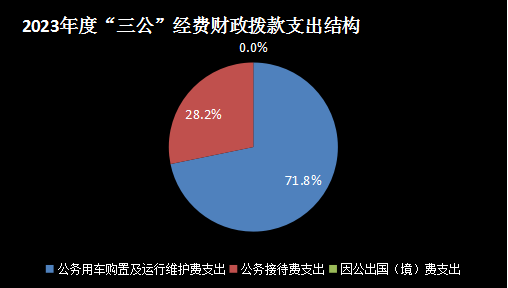 2023年度“三公”经费财政拨款支出结构
0.0%
28.2%
71.8%
公务用车购置及运行维护费支出 公务接待费支出 因公出国（境）费支出